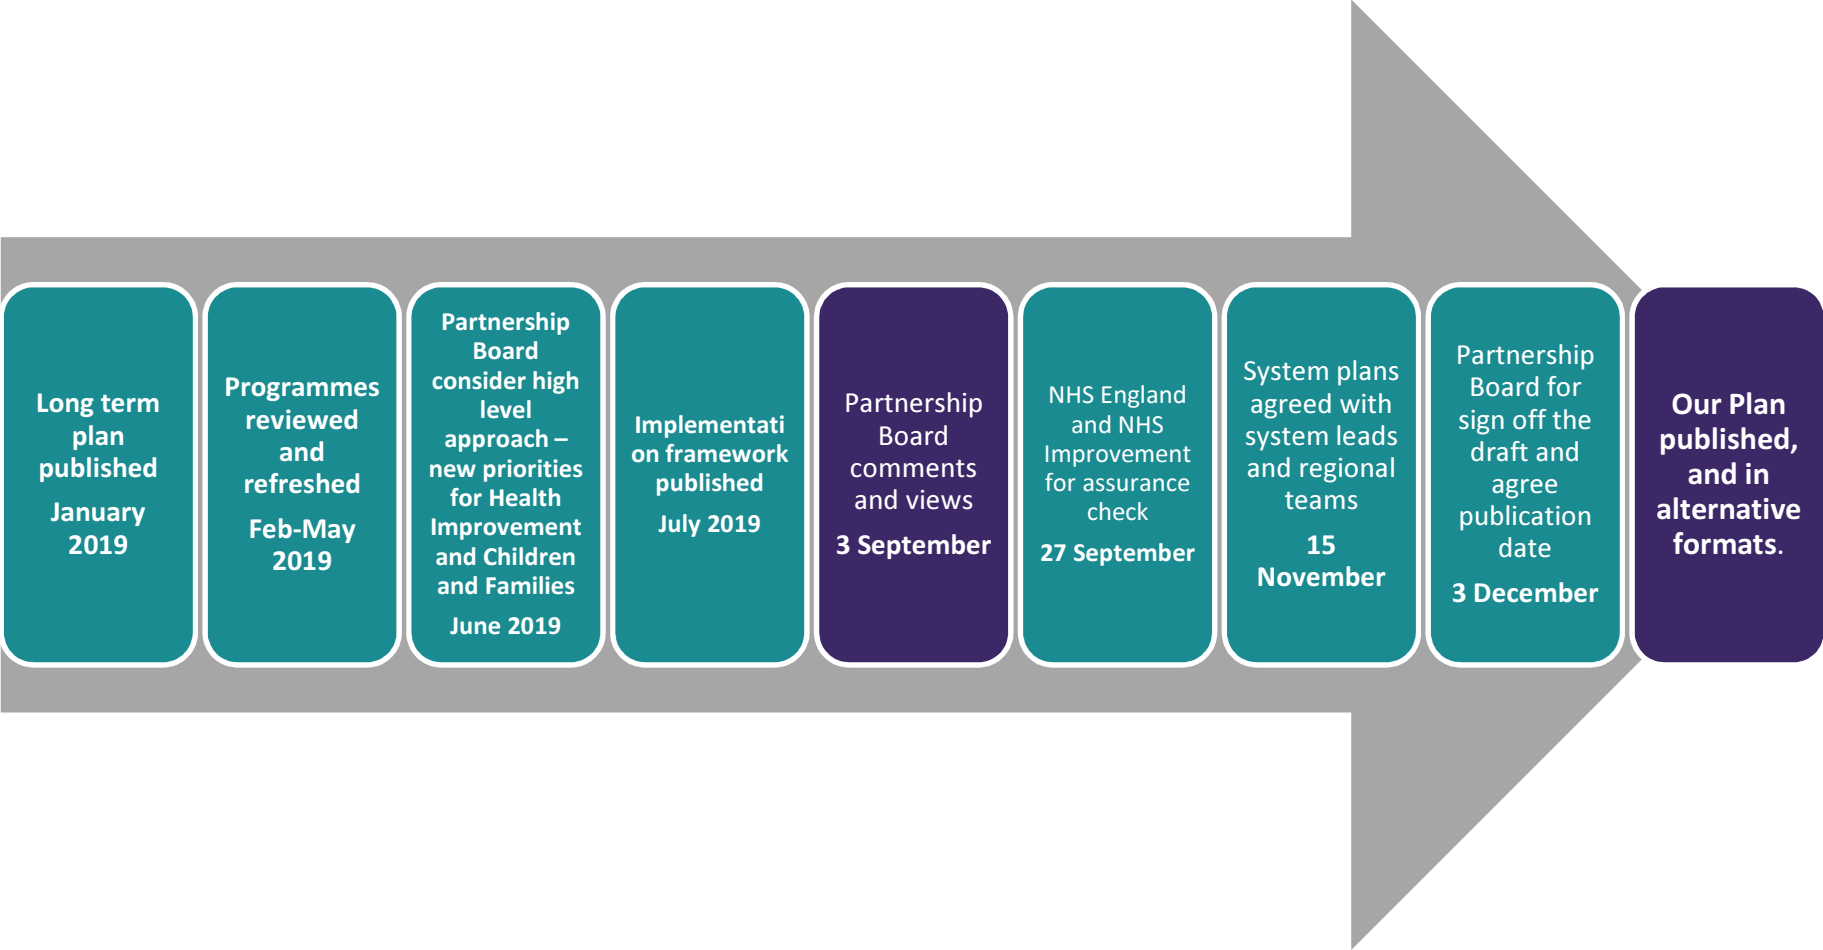 Long term
plan
published
January
2019
Programmes
reviewed
and
refreshed
Feb-May
2019
Partnership
Board
consider high
level
approach –
new priorities
for Health
Improvement
and Children
and Families
June 2019
Implementati
on framework
published
July 2019
Partnership
Board
comments
and views
3 September
NHS England
and NHS
Improvement
for assurance
check
27 September
System plans
agreed with
system leads
and regional
teams
15
November
Partnership
Board for
sign off the
draft and
agree
publication
date
3 December
Our Plan
published,
and in
alternative
formats.